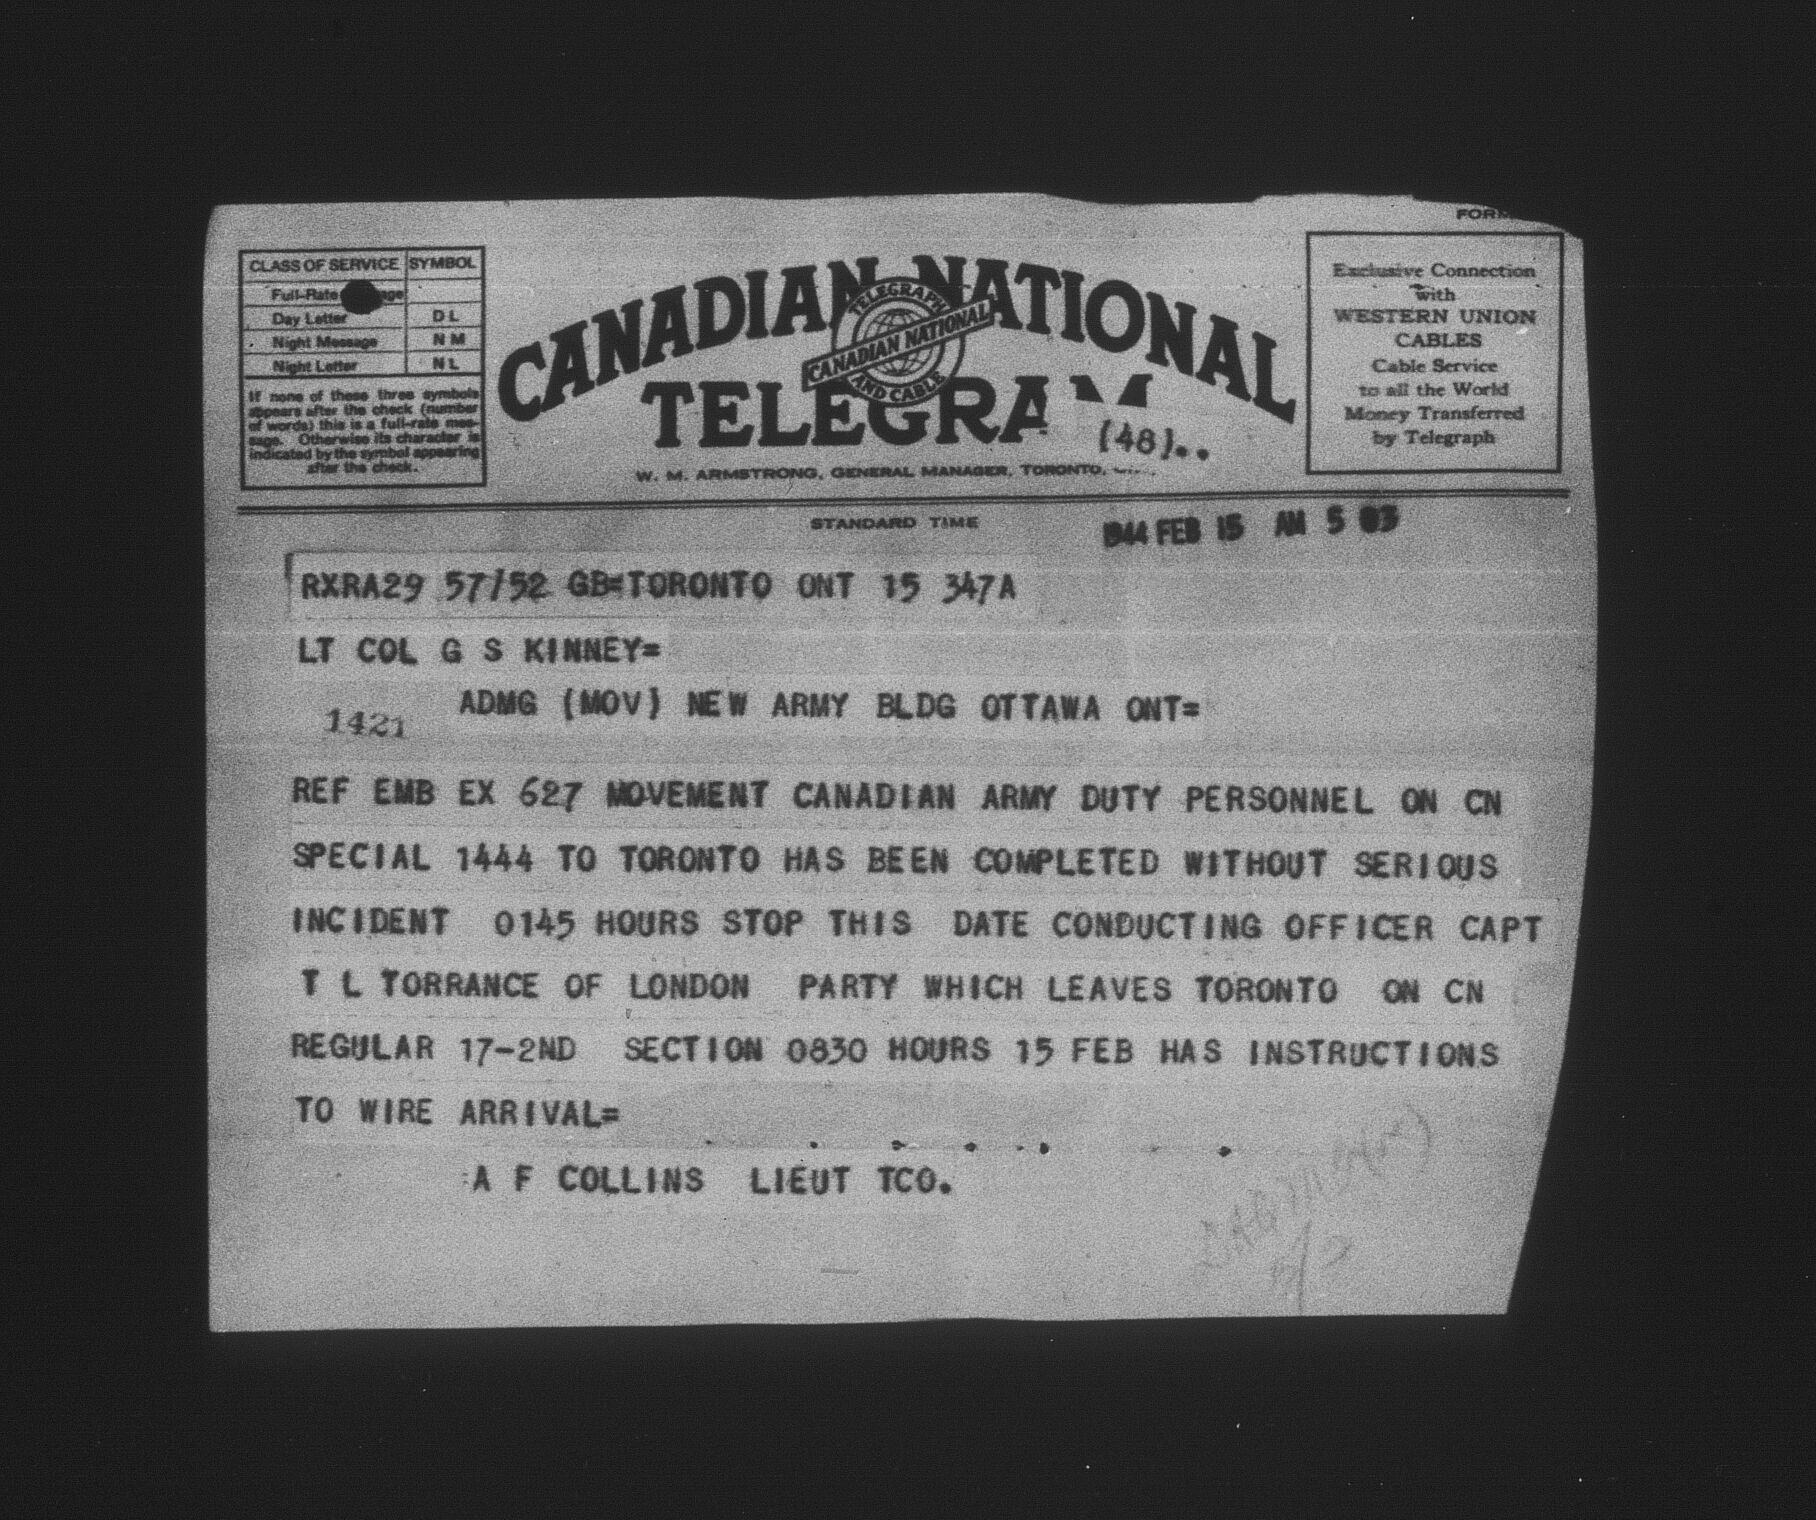 FORM
CLASS OF SERVICE SYMBOL
Full-Rate
Day Letter D L
Night Message N M
Night Letter N L
If none of these three symbols
appears after the check (number
of words) this is a full-rate mes-
sage. Otherwise its character is
indicated by the symbol appearing
after the check.
CANADIAN NATIONAL
TELEGRAPH
CANADIAN NATIONAL
AND CABLE
TELEGRAM
(48)..
W. M. ARMSTRONG, GENERAL MANAGER, TORONTO,
Exclusive Connection
with
WESTERN UNION
CABLES
Cable Service
to all the World
Money Transferred
by Telegraph
STANDARD TIME
1944 FEB 15 AM 5 03
RXRA29 57/52 GB=TORONTO ONT 15 347A
LT COL G S KINNEY=
ADMG (MOV) NEW ARMY BLDG OTTAWA ONT=
1421
REF EMB EX 627 MOVEMENT CANADIAN ARMY DUTY PERSONNEL ON CN
SPECIAL 1444 TO TORONTO HAS BEEN COMPLETED WITHOUT SERIOUS
INCIDENT 0145 HOURS STOP THIS DATE CONDUCTING OFFICER CAPT
T L TORRANCE OF LONDON PARTY WHICH LEAVES TORONTO ON CN
REGULAR 17-2ND SECTION 0830 HOURS 15 FEB HAS INSTRUCTIONS
TO WIRE ARRIVAL=
A F COLLINS LIEUT TCO.